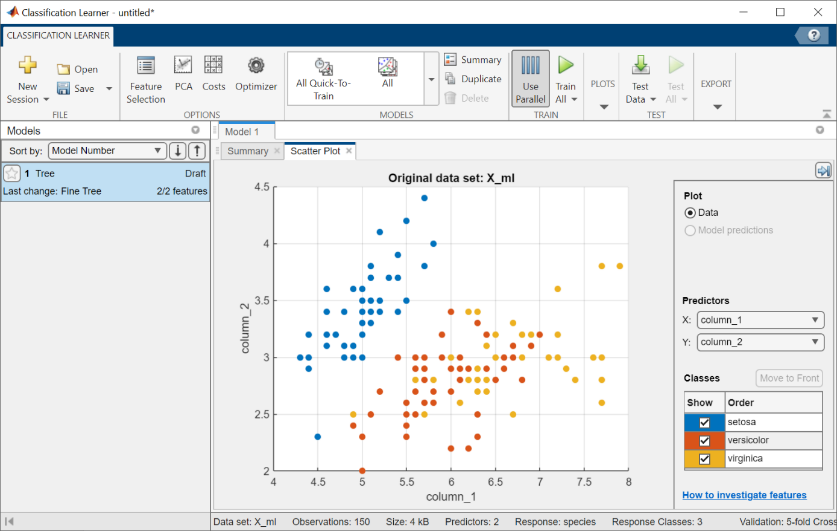 Classification Learner - untitled*
CLASSIFICATION LEARNER
New Session
Open
Save
FILE
Feature Selection
PCA
Costs
Optimizer
OPTIONS
All Quick-To-Train
All
MODELS
Summary
Duplicate
Delete
Use Parallel
Train All
TRAIN
PLOTS
Test Data
Test All
TEST
EXPORT
Models
Sort by: Model Number
1 Tree Draft
Last change: Fine Tree 2/2 features
Model 1
Summary
Scatter Plot
Original data set: X_ml
4.5
4
3.5
3
2.5
2
column_2
4 4.5 5 5.5 6 6.5 7 7.5 8
column_1
Plot
Data
Model predictions
Predictors
X: column_1
Y: column_2
Classes
Move to Front
Show Order
setosa
versicolor
virginica
How to investigate features
Data set: X_ml Observations: 150 Size: 4 kB Predictors: 2 Response: species Response Classes: 3 Validation: 5-fold Cross